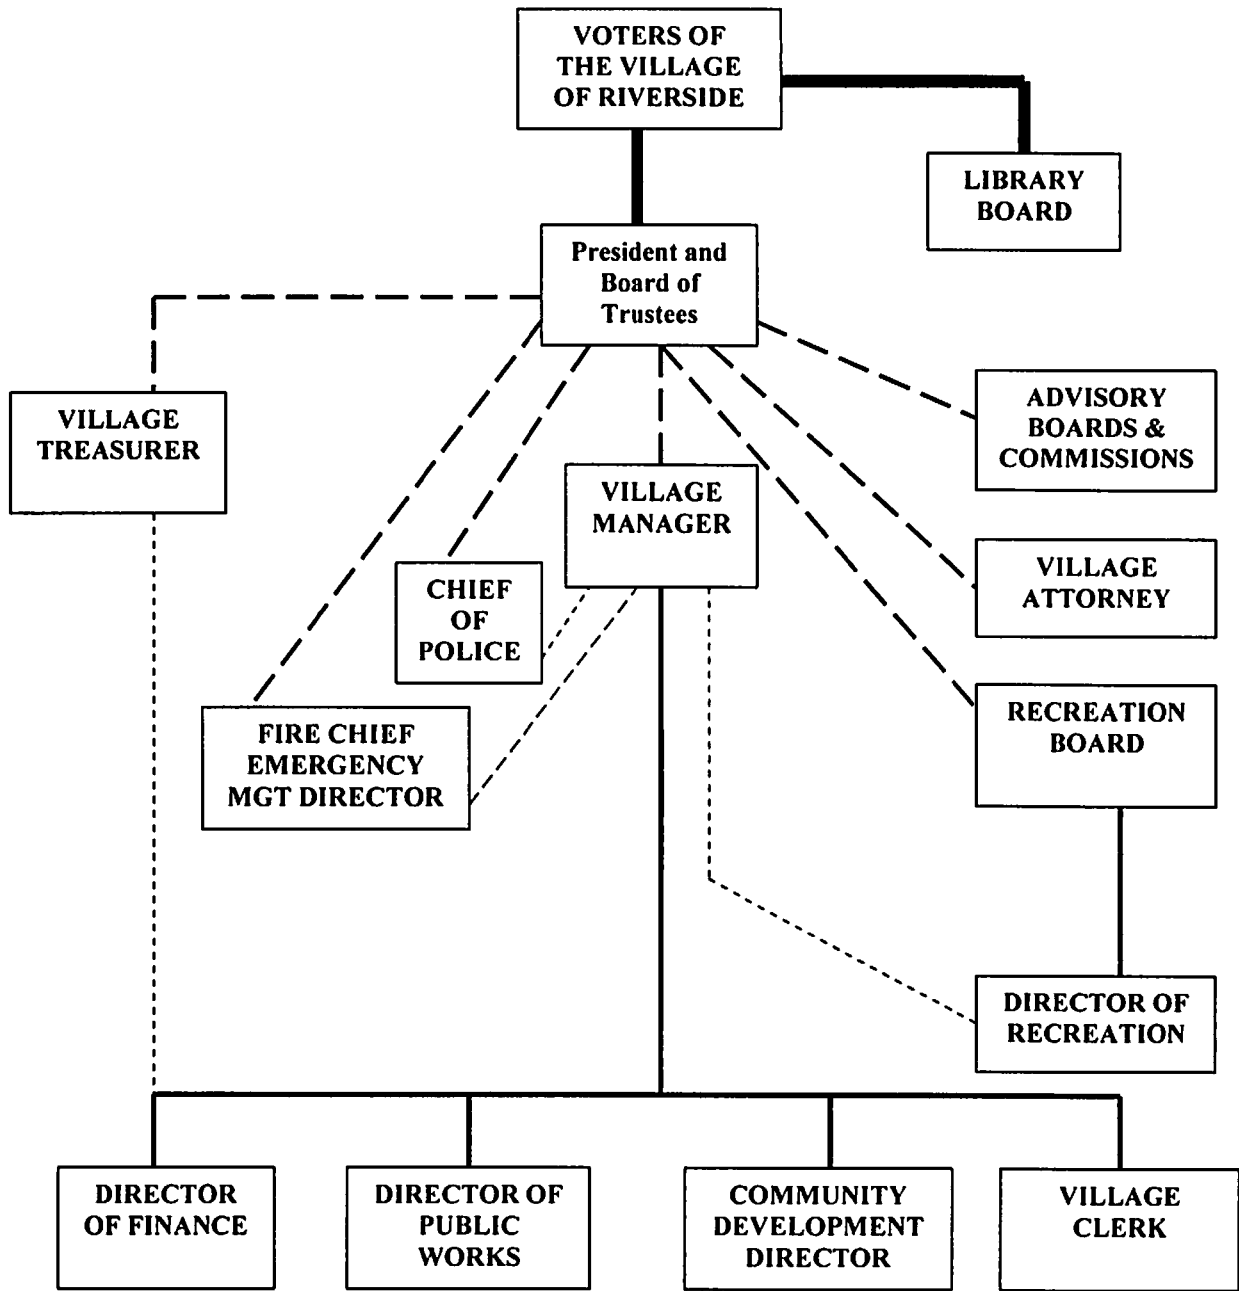 VOTERS OF
THE VILLAGE
OF RIVERSIDE
LIBRARY
BOARD
President and
Board of
Trustees
VILLAGE
TREASURER
ADVISORY
BOARDS &
COMMISSIONS
VILLAGE
MANAGER
CHIEF
OF
POLICE
VILLAGE
ATTORNEY
FIRE CHIEF
EMERGENCY
MGT DIRECTOR
RECREATION
BOARD
DIRECTOR OF
RECREATION
DIRECTOR
OF FINANCE
DIRECTOR OF
PUBLIC
WORKS
COMMUNITY
DEVELOPMENT
DIRECTOR
VILLAGE
CLERK